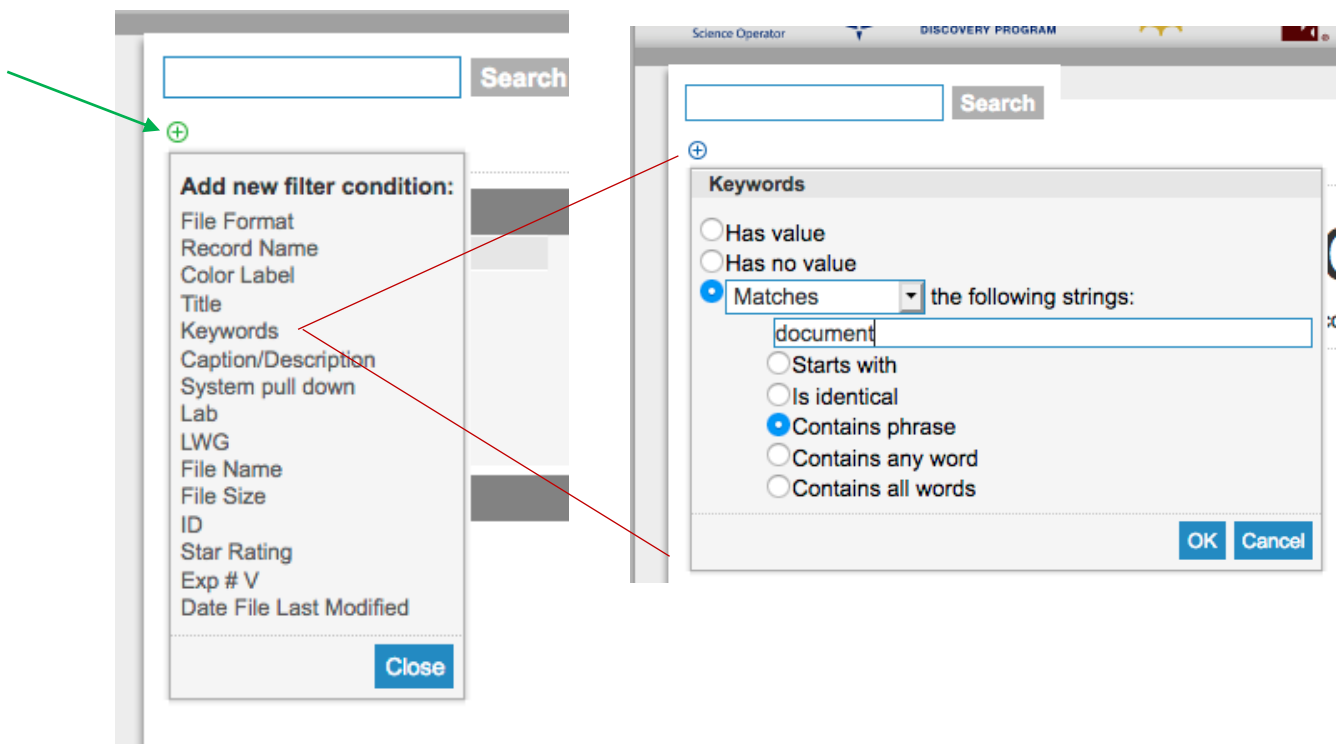 Search
Add new filter condition:
File Format
Record Name
Color Label
Title
Keywords
Caption/Description
System pull down
Lab
LWG
File Name
File Size
ID
Star Rating
Exp # V
Date File Last Modified
Close
Science Operator
DISCOVERY PROGRAM
Search
Keywords
Has value
Has no value
Matches the following strings:
document
Starts with
Is identical
Contains phrase
Contains any word
Contains all words
OK Cancel